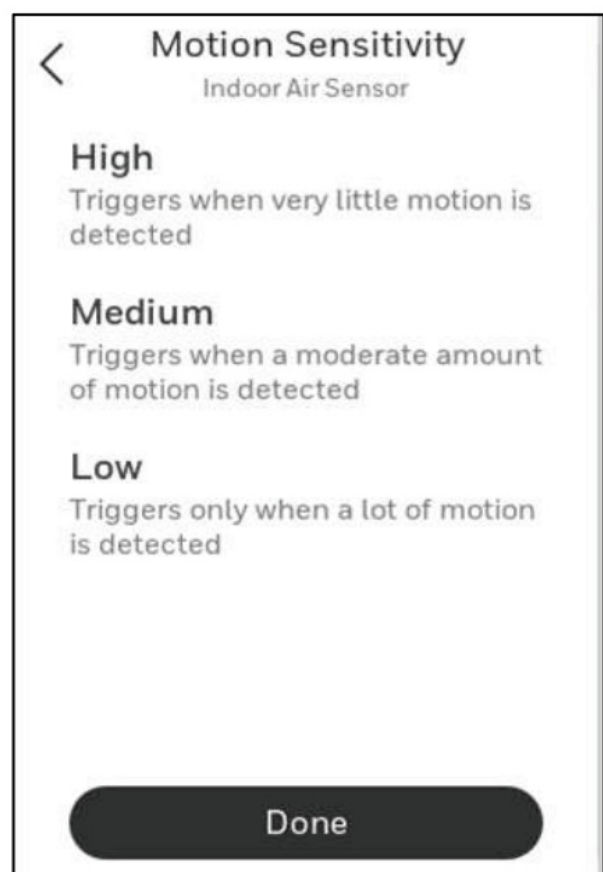 Motion Sensitivity
Indoor Air Sensor
High
Triggers when very little motion is
detected
Medium
Triggers when a moderate amount
of motion is detected
Low
Triggers only when a lot of motion
is detected
Done